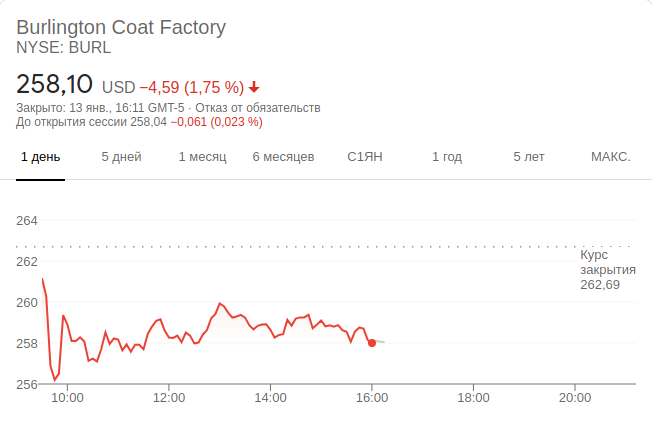 Burlington Coat Factory
NYSE: BURL
258,10 USD −4,59 (1,75 %)
Закрыто: 13 янв., 16:11 GMT-5 · Отказ от обязательств
До открытия сессии 258,04 −0,061 (0,023 %)
1 день 5 дней 1 месяц 6 месяцев С1ЯН 1 год 5 лет МАКС.
264
262
260
258
256
Курс
закрытия
262,69
10:00 12:00 14:00 16:00 18:00 20:00